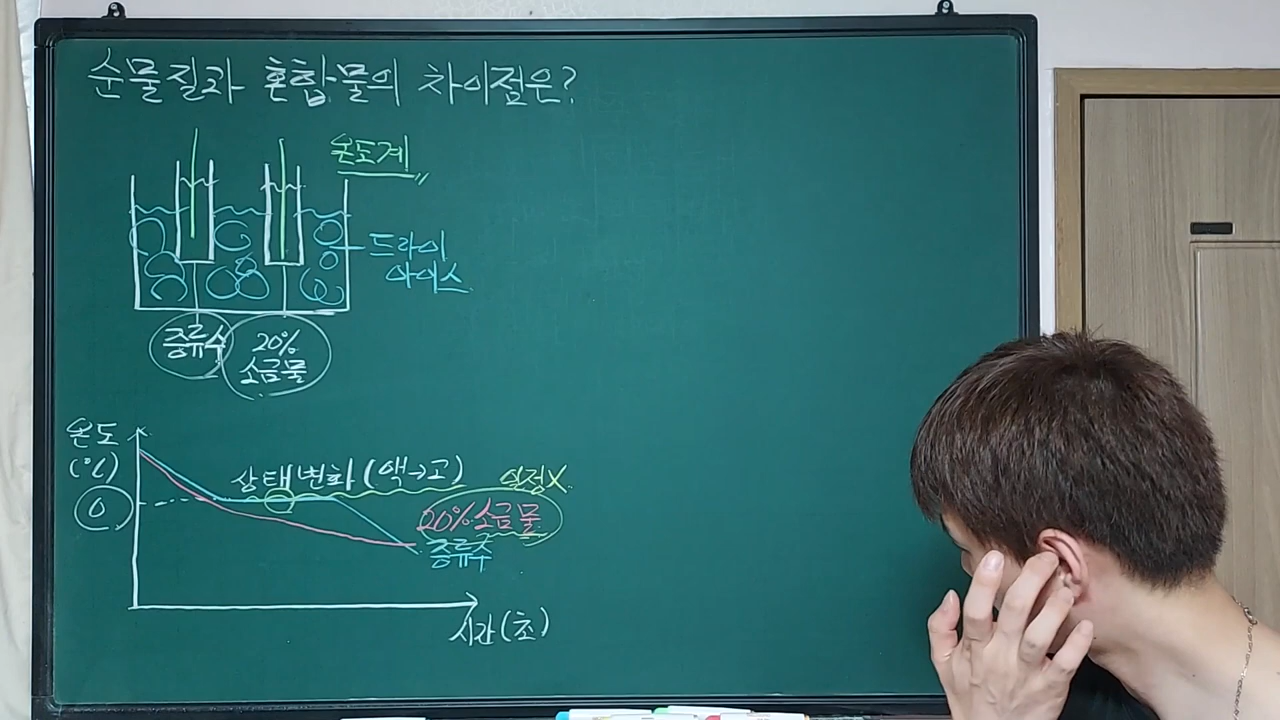 순물질과 혼합물의 차이점은?
온도계
드라이
아이스
증류수
20%
소금물
온도
(℃)
0
상태변화(액→고)
일정X
20% 소금물
증류수
시간(초)